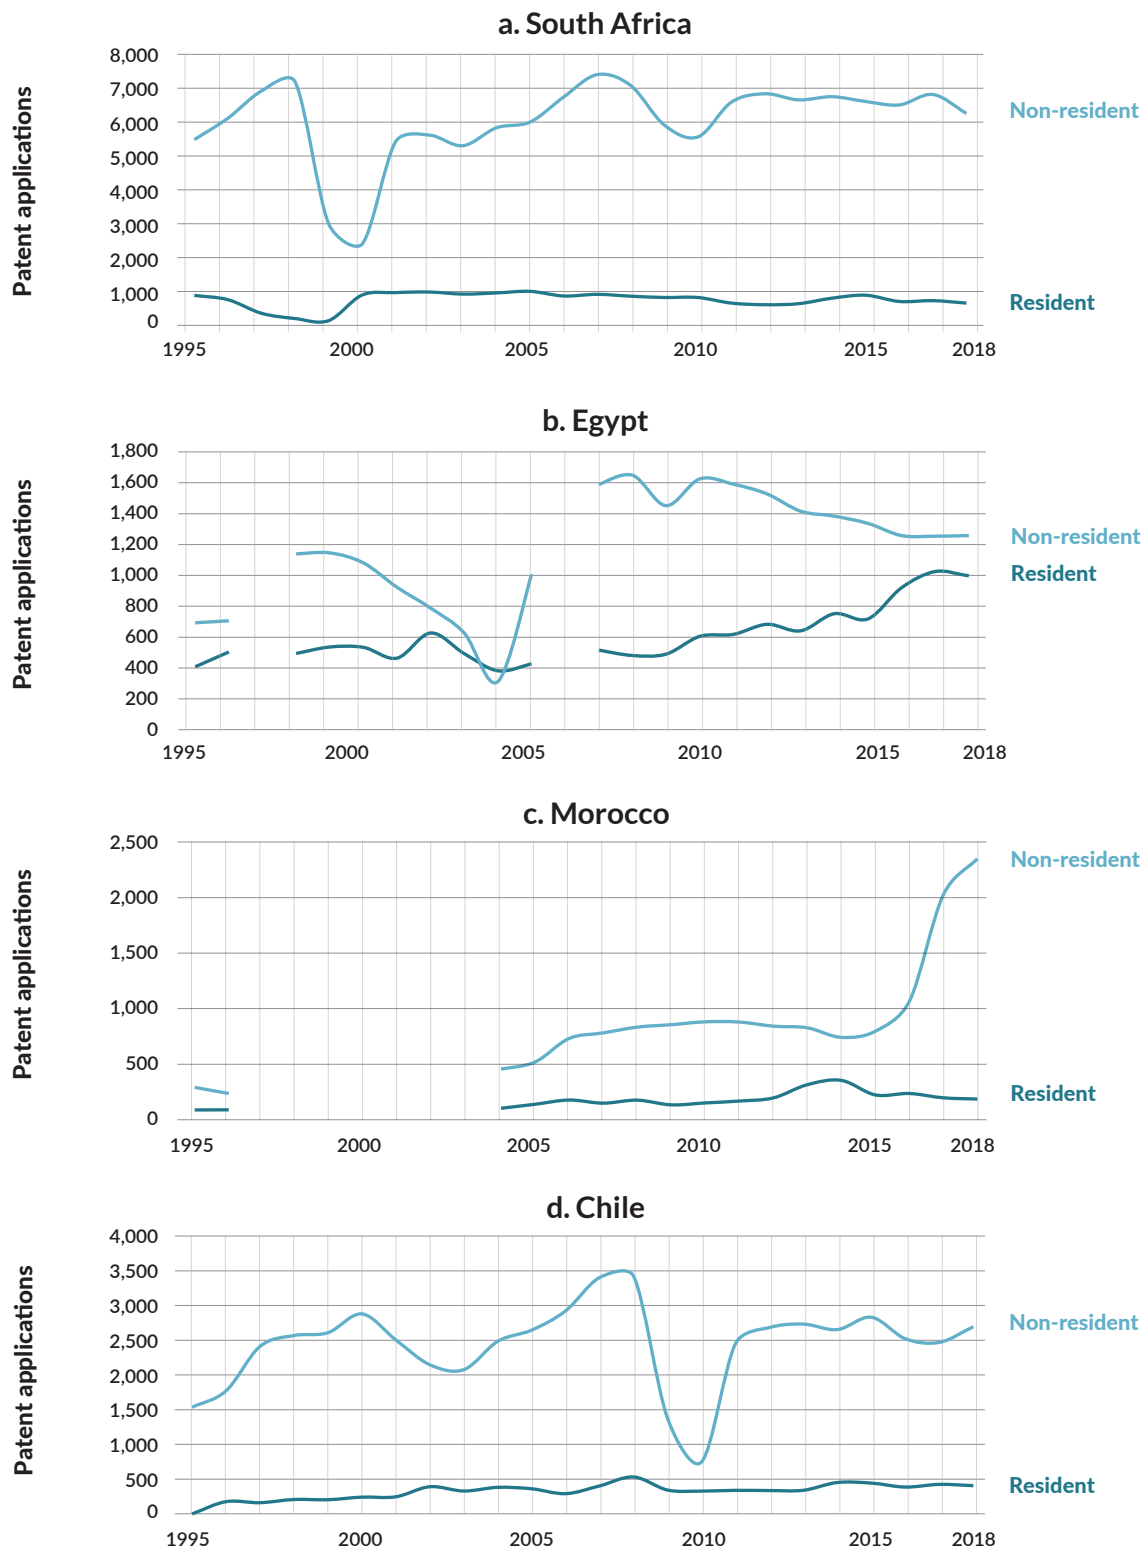 a. South Africa
Patent applications
8,000
7,000
6,000
5,000
4,000
3,000
2,000
1,000
0
1995 2000 2005 2010 2015 2018
Non-resident
Resident
b. Egypt
Patent applications
1,800
1,600
1,400
1,200
1,000
800
600
400
200
0
1995 2000 2005 2010 2015 2018
Non-resident
Resident
c. Morocco
Patent applications
2,500
2,000
1,500
1,000
500
0
1995 2000 2005 2010 2015 2018
Non-resident
Resident
d. Chile
Patent applications
4,000
3,500
3,000
2,500
2,000
1,500
1,000
500
0
1995 2000 2005 2010 2015 2018
Non-resident
Resident